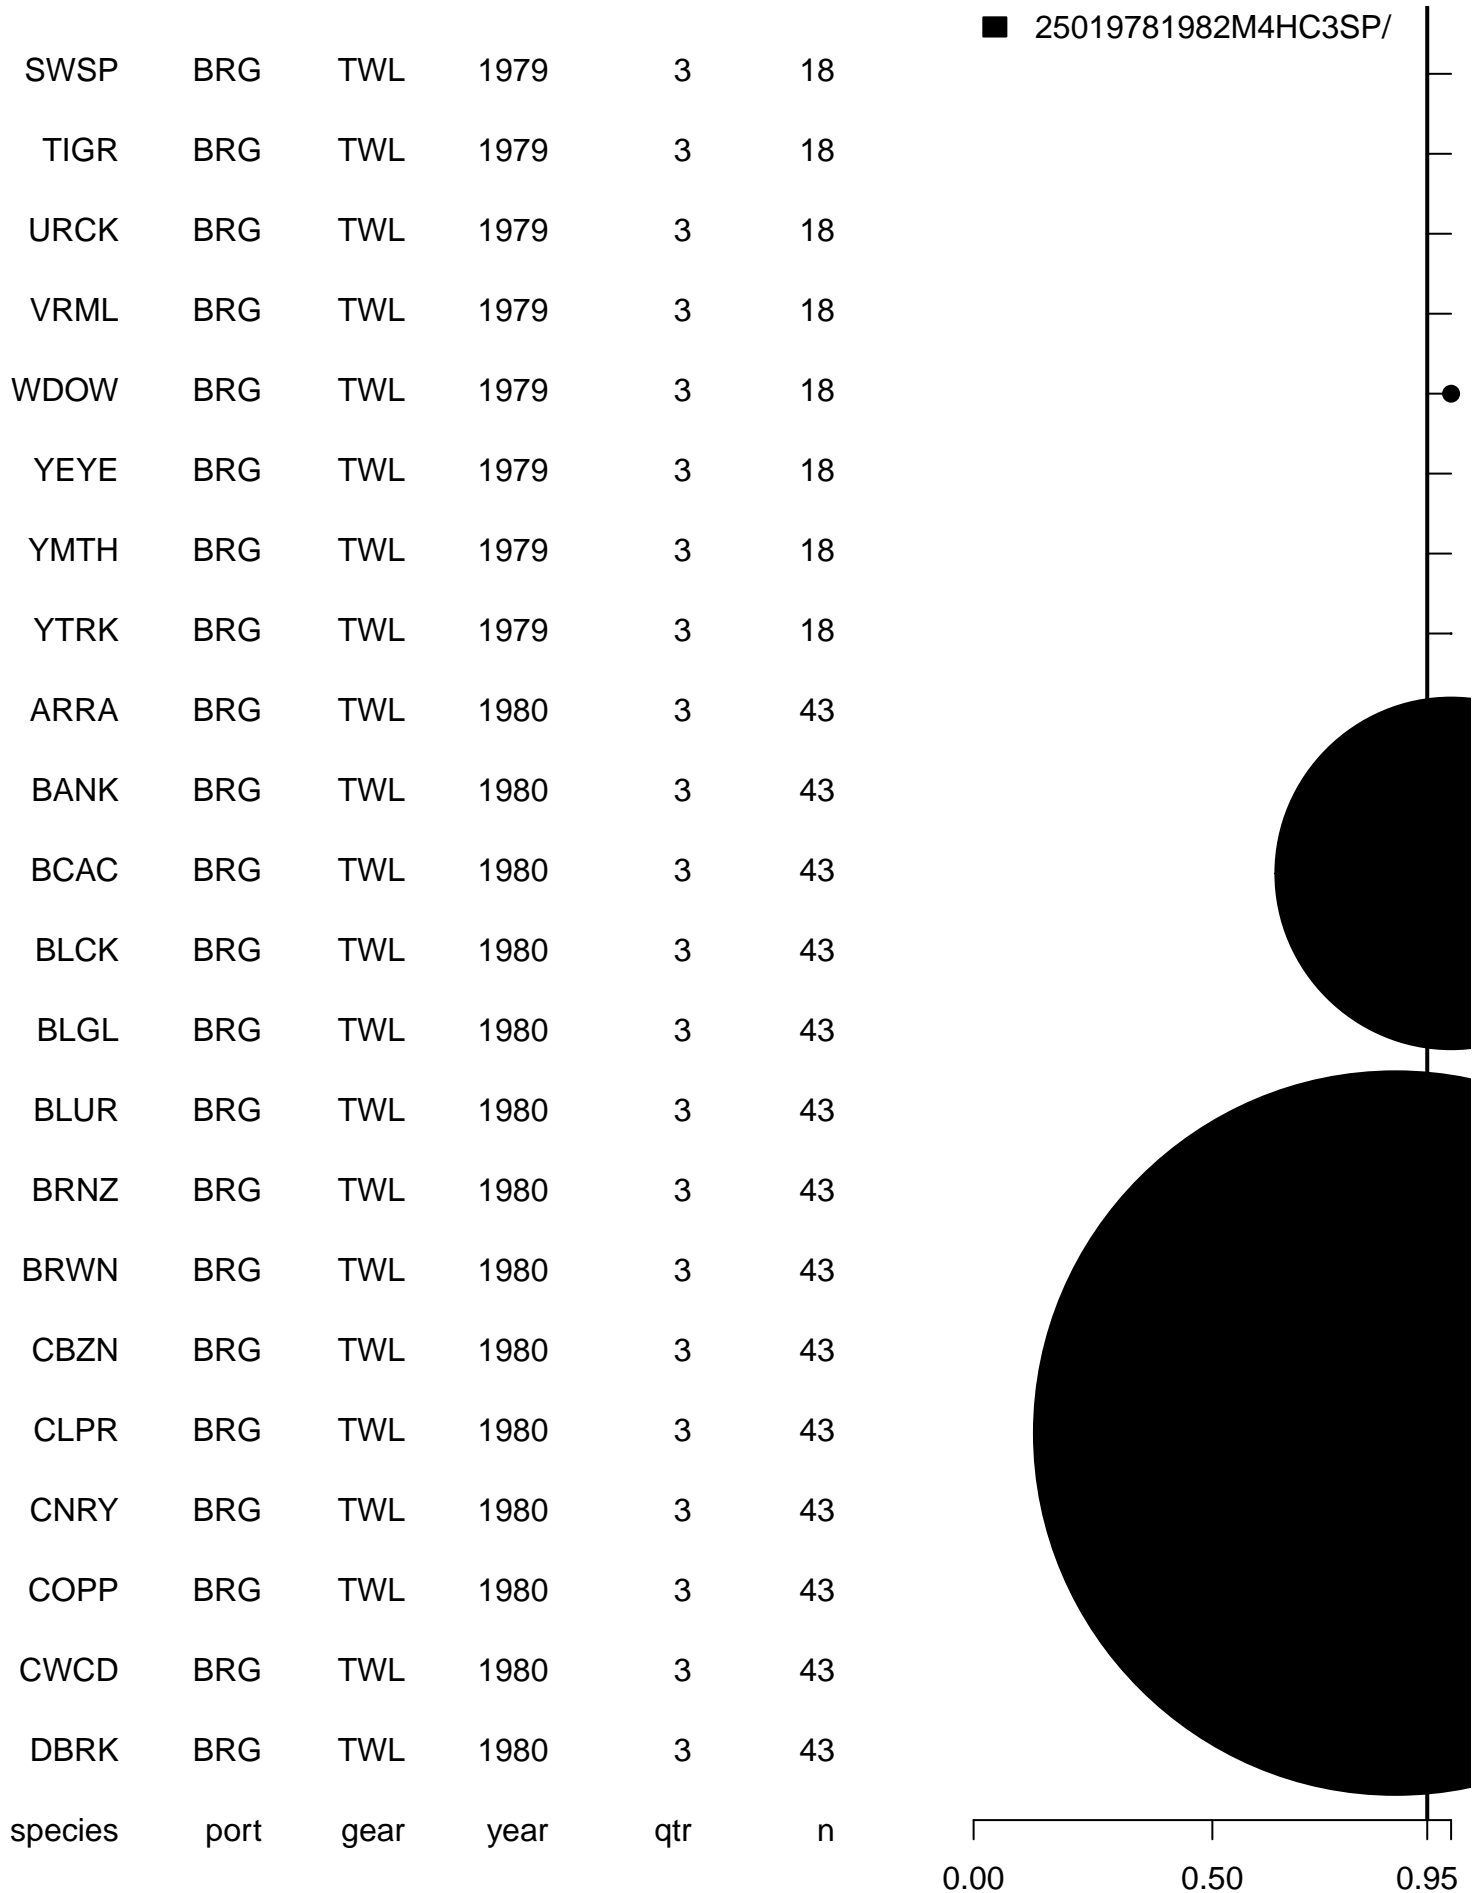 25019781982M4HC3SP/
SWSP BRG TWL 1979 3 18
TIGR BRG TWL 1979 3 18
URCK BRG TWL 1979 3 18
VRML BRG TWL 1979 3 18
WDOW BRG TWL 1979 3 18
YEYE BRG TWL 1979 3 18
YMTH BRG TWL 1979 3 18
YTRK BRG TWL 1979 3 18
ARRA BRG TWL 1980 3 43
BANK BRG TWL 1980 3 43
BCAC BRG TWL 1980 3 43
BLCK BRG TWL 1980 3 43
BLGL BRG TWL 1980 3 43
BLUR BRG TWL 1980 3 43
BRNZ BRG TWL 1980 3 43
BRWN BRG TWL 1980 3 43
CBZN BRG TWL 1980 3 43
CLPR BRG TWL 1980 3 43
CNRY BRG TWL 1980 3 43
COPP BRG TWL 1980 3 43
CWCD BRG TWL 1980 3 43
DBRK BRG TWL 1980 3 43
species port gear year qtr n
0.00 0.50 0.95